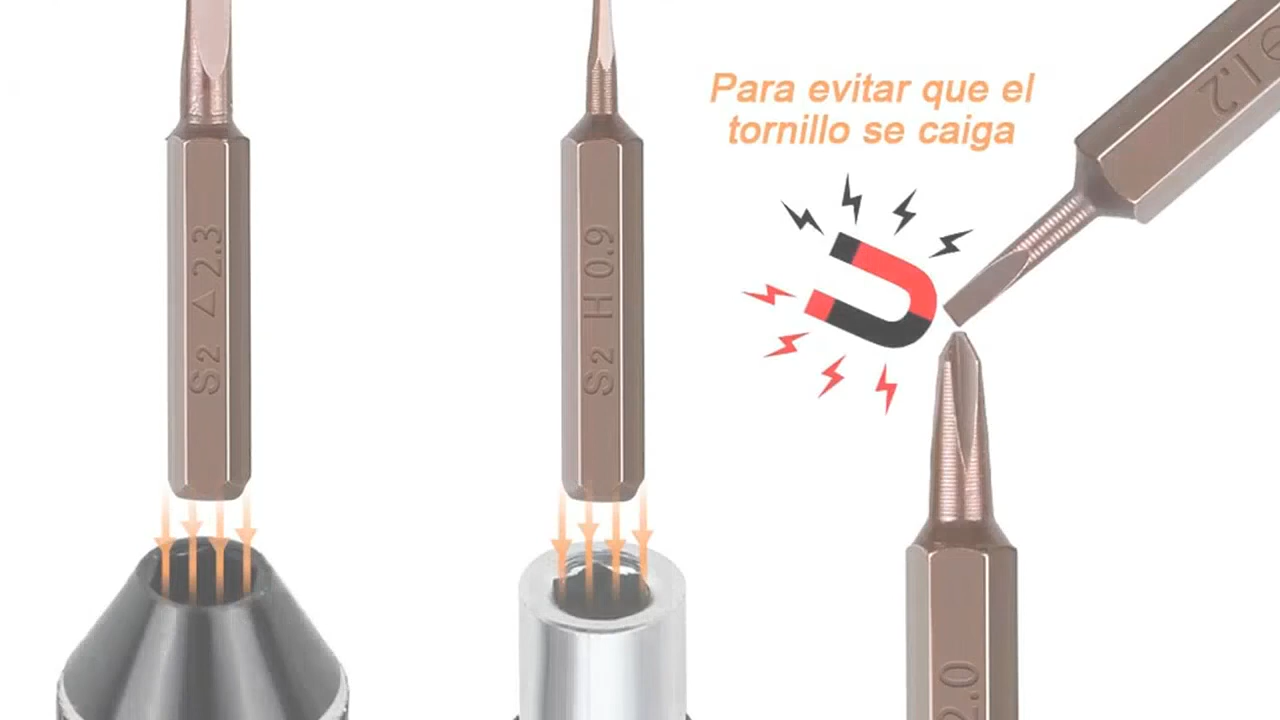 Para evitar que el
tornillo se caiga
S2 △ 2.3
S2 H 0.9
⊖1.2
2.0